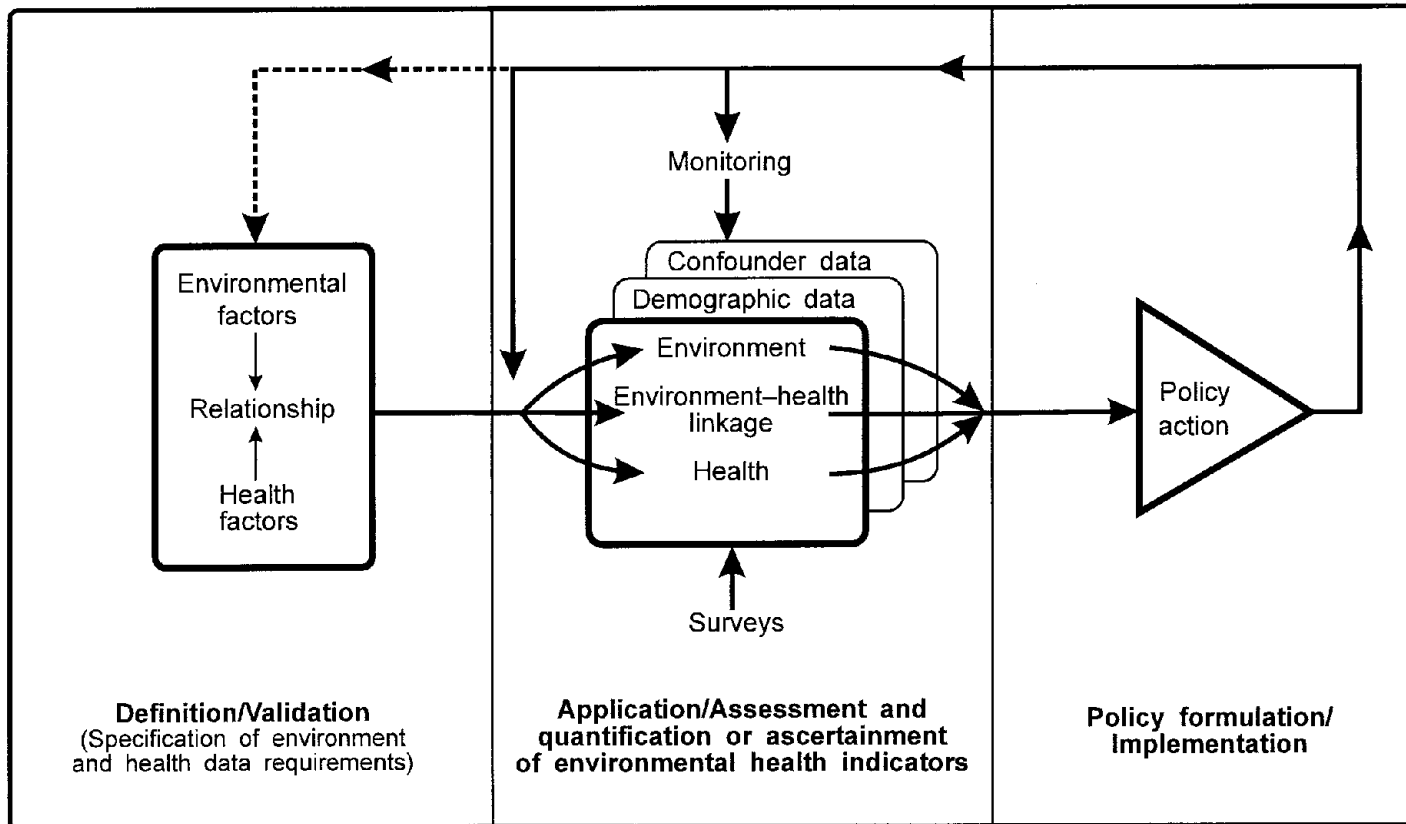 Monitoring
Confounder data
Demographic data
Environmental
factors
Relationship
Health
factors
Environment
Environment–health
linkage
Health
Policy
action
Surveys
Definition/Validation
(Specification of environment
and health data requirements)
Application/Assessment and
quantification or ascertainment
of environmental health indicators
Policy formulation/
Implementation